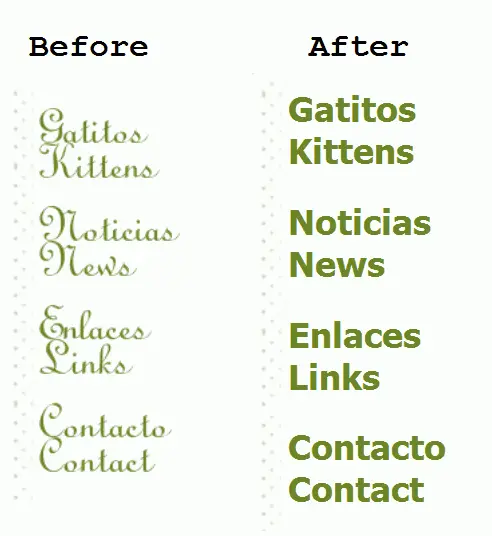 Before
Gatitos
Kittens
Noticias
News
Enlaces
Links
Contacto
Contact
After
Gatitos
Kittens
Noticias
News
Enlaces
Links
Contacto
Contact